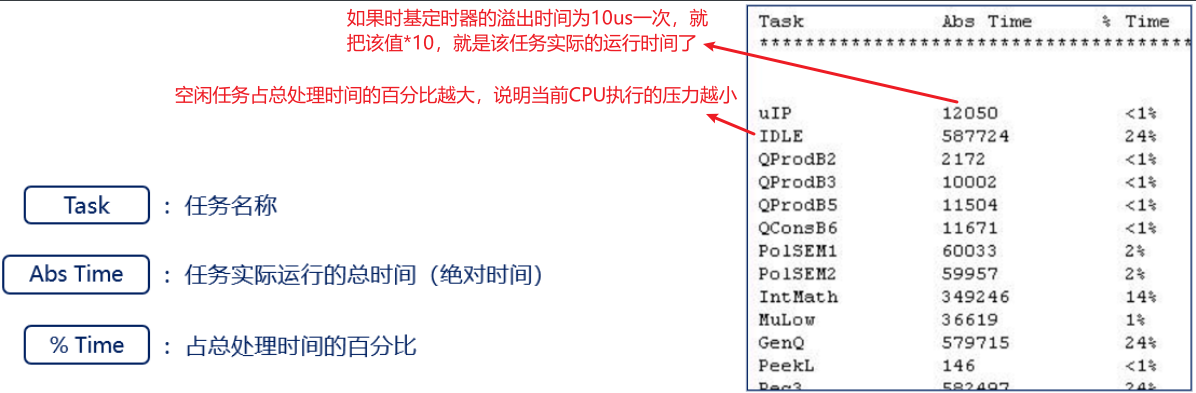 如果时基定时器的溢出时间为10us一次，就
把该值*10，就是该任务实际的运行时间了
空闲任务占总处理时间的百分比越大，说明当前CPU执行的压力越小
Task ：任务名称
Abs Time ：任务实际运行的总时间（绝对时间）
% Time ：占总处理时间的百分比
Task Abs Time % Time
****************************************
uIP 12050 <1%
IDLE 587724 24%
QProdB2 2172 <1%
QProdB3 10002 <1%
QProdB5 11504 <1%
QConsB6 11671 <1%
PolSEM1 60033 2%
PolSEM2 59957 2%
IntMath 349246 14%
MuLow 36619 1%
GenQ 579715 24%
PeekL 146 <1%
582497 24%